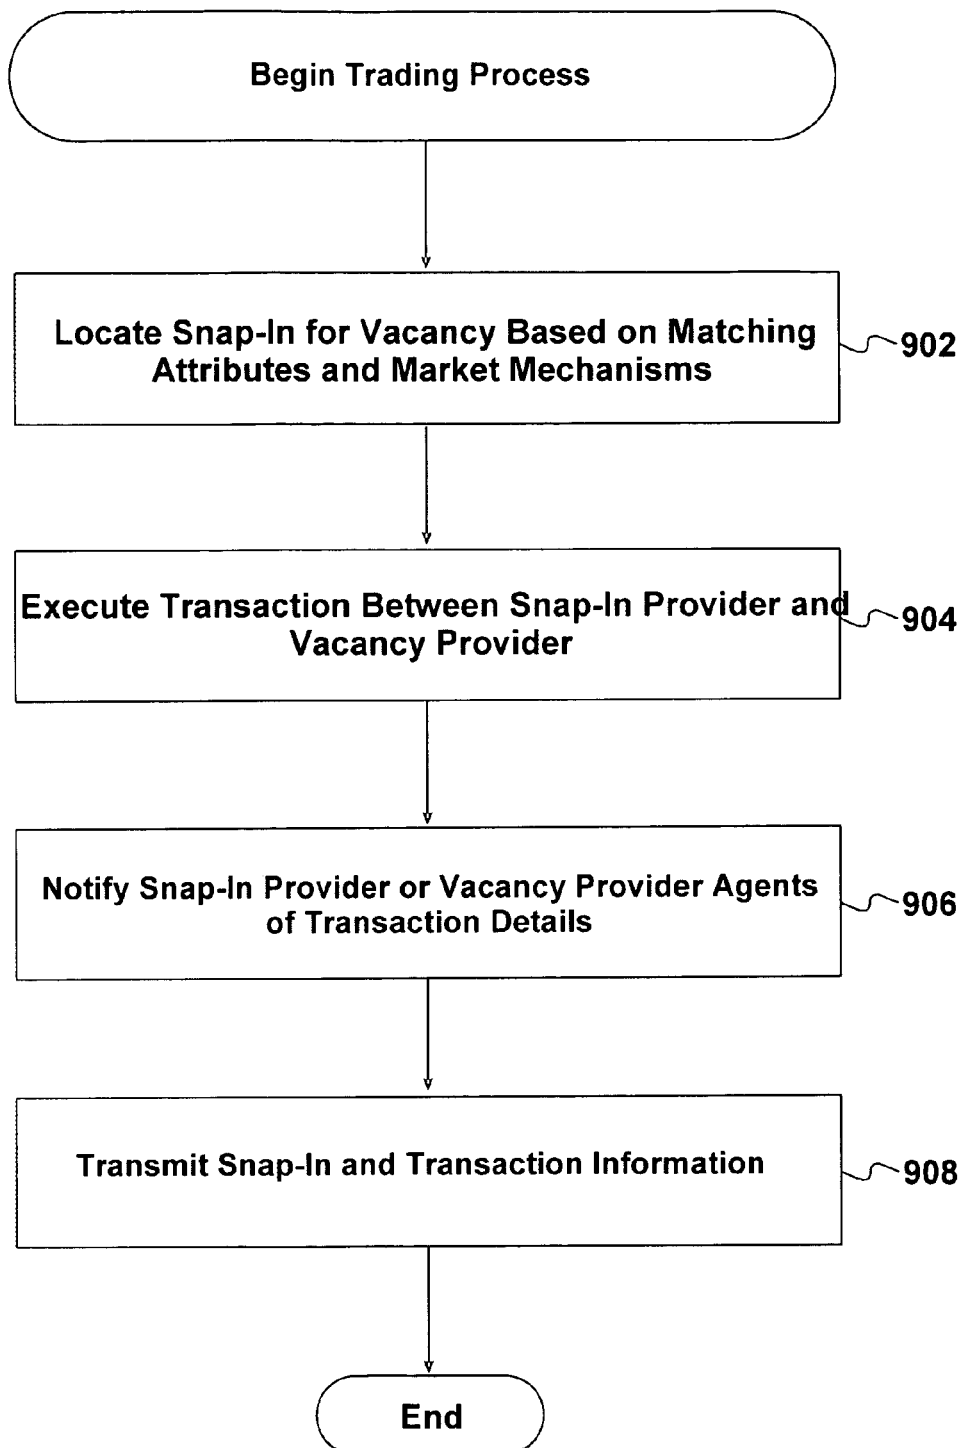 Begin Trading Process
Locate Snap-In for Vacancy Based on Matching
Attributes and Market Mechanisms
902
Execute Transaction Between Snap-In Provider and
Vacancy Provider
904
Notify Snap-In Provider or Vacancy Provider Agents
of Transaction Details
906
Transmit Snap-In and Transaction Information
908
End